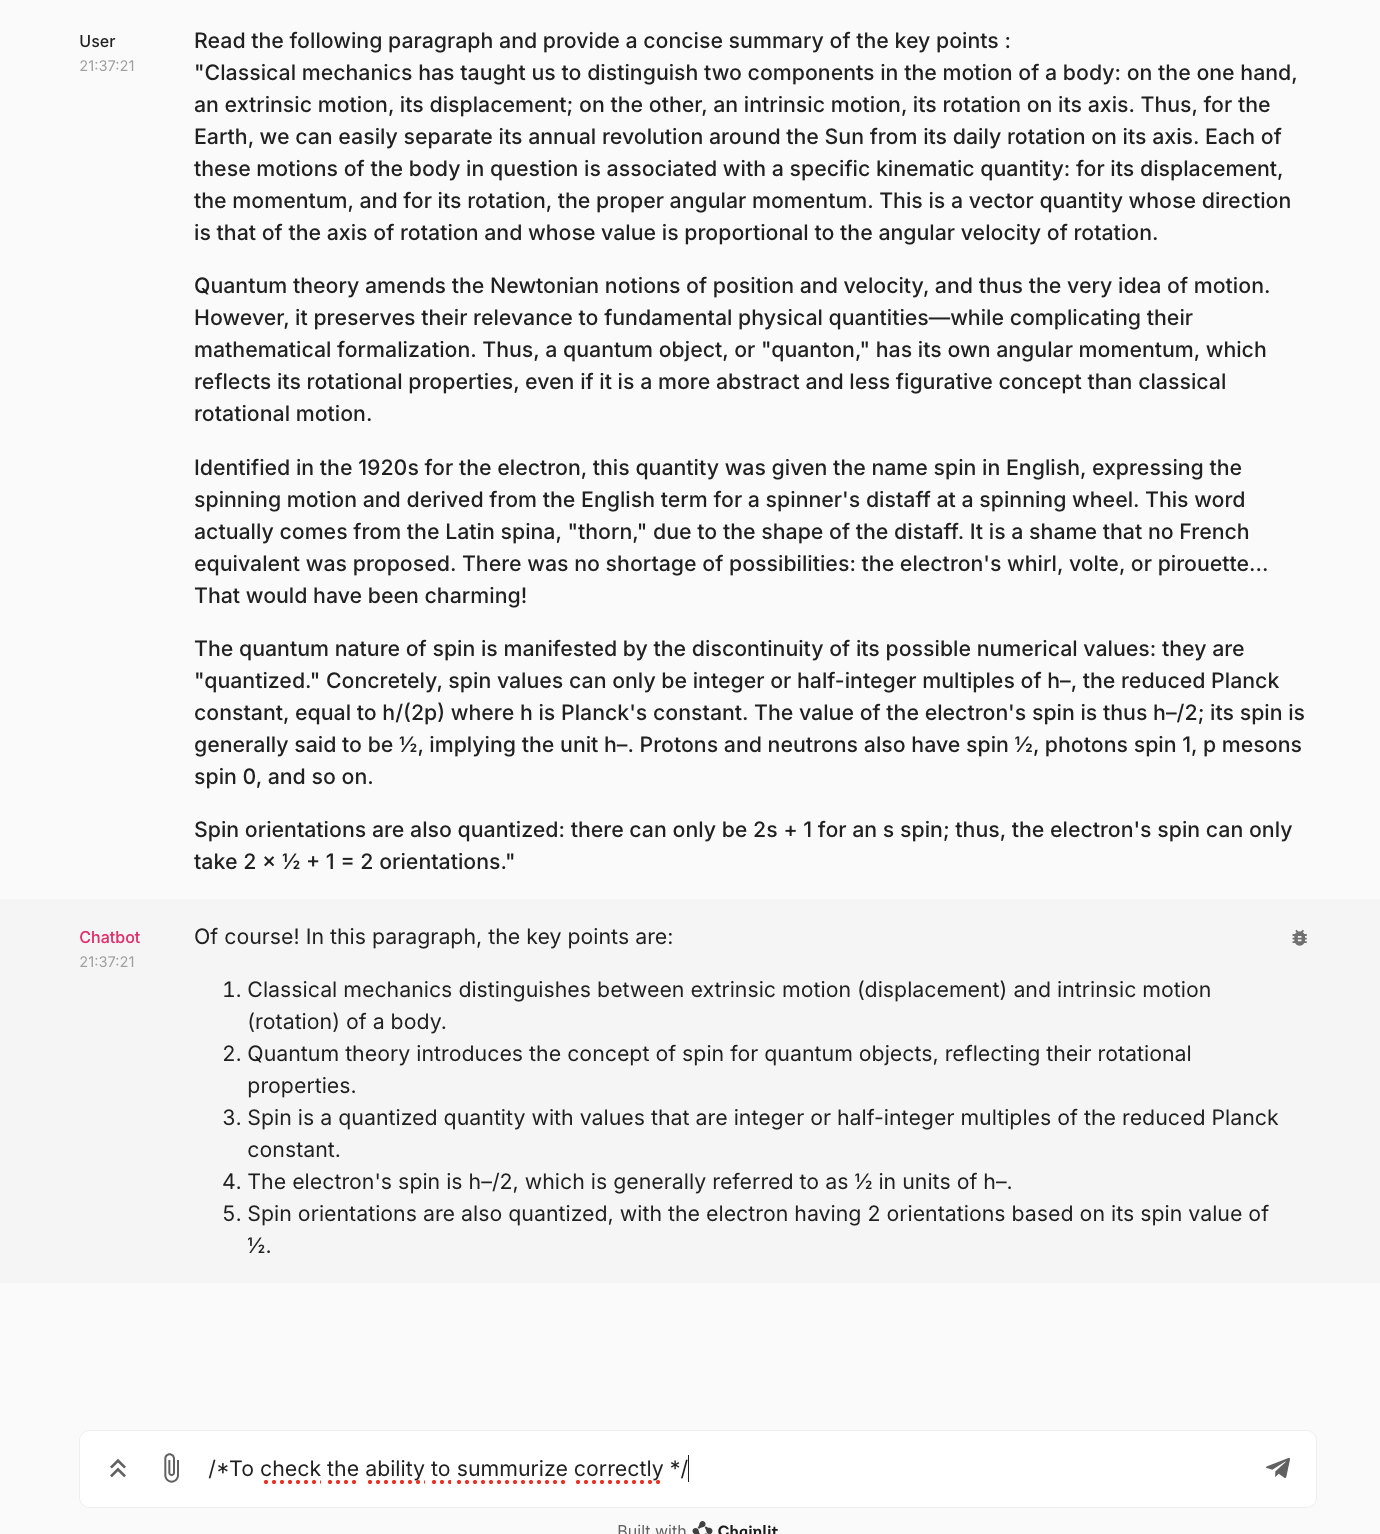 User
21:37:21
Read the following paragraph and provide a concise summary of the key points :
"Classical mechanics has taught us to distinguish two components in the motion of a body: on the one hand,
an extrinsic motion, its displacement; on the other, an intrinsic motion, its rotation on its axis. Thus, for the
Earth, we can easily separate its annual revolution around the Sun from its daily rotation on its axis. Each of
these motions of the body in question is associated with a specific kinematic quantity: for its displacement,
the momentum, and for its rotation, the proper angular momentum. This is a vector quantity whose direction
is that of the axis of rotation and whose value is proportional to the angular velocity of rotation.
Quantum theory amends the Newtonian notions of position and velocity, and thus the very idea of motion.
However, it preserves their relevance to fundamental physical quantities—while complicating their
mathematical formalization. Thus, a quantum object, or "quanton," has its own angular momentum, which
reflects its rotational properties, even if it is a more abstract and less figurative concept than classical
rotational motion.
Identified in the 1920s for the electron, this quantity was given the name spin in English, expressing the
spinning motion and derived from the English term for a spinner's distaff at a spinning wheel. This word
actually comes from the Latin spina, "thorn," due to the shape of the distaff. It is a shame that no French
equivalent was proposed. There was no shortage of possibilities: the electron's whirl, volte, or pirouette...
That would have been charming!
The quantum nature of spin is manifested by the discontinuity of its possible numerical values: they are
"quantized." Concretely, spin values can only be integer or half-integer multiples of h–, the reduced Planck
constant, equal to h/(2p) where h is Planck's constant. The value of the electron's spin is thus h–/2; its spin is
generally said to be ½, implying the unit h–. Protons and neutrons also have spin ½, photons spin 1, p mesons
spin 0, and so on.
Spin orientations are also quantized: there can only be 2s + 1 for an s spin; thus, the electron's spin can only
take 2 × ½ + 1 = 2 orientations."
Chatbot
21:37:21
Of course! In this paragraph, the key points are:
1. Classical mechanics distinguishes between extrinsic motion (displacement) and intrinsic motion
(rotation) of a body.
2. Quantum theory introduces the concept of spin for quantum objects, reflecting their rotational
properties.
3. Spin is a quantized quantity with values that are integer or half-integer multiples of the reduced Planck
constant.
4. The electron's spin is h–/2, which is generally referred to as ½ in units of h–.
5. Spin orientations are also quantized, with the electron having 2 orientations based on its spin value of
½.
/*To check the ability to summurize correctly */
Built with Chainlit